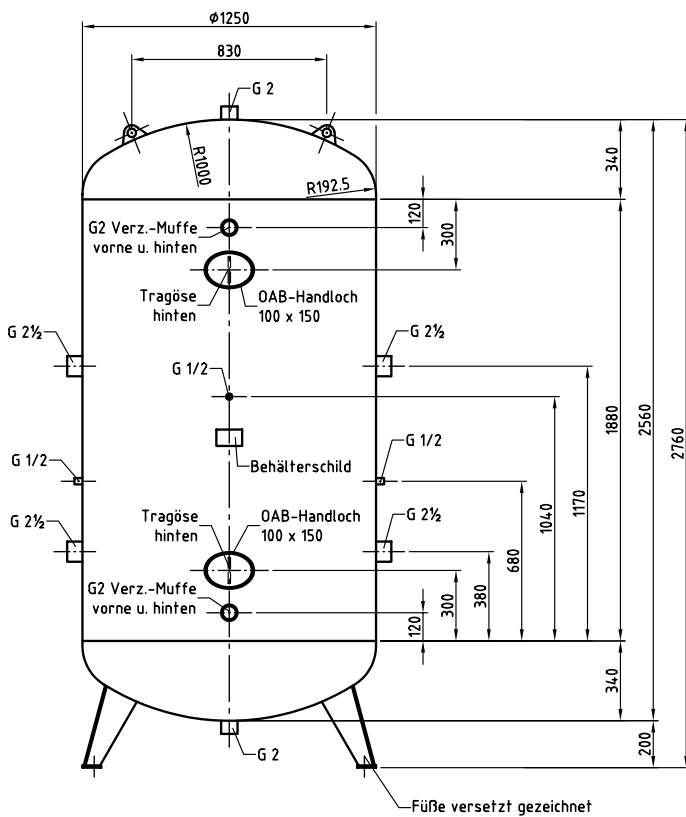 ø1250
830
G 2
R1000
R192.5
340
120
300
G2 Verz.-Muffe
vorne u. hinten
Tragöse
hinten
OAB-Handloch
100 x 150
G 2½
G 2½
G 1/2
1880
2560
2760
Behälterschild
G 1/2
G 1/2
1040
1170
Tragöse
hinten
OAB-Handloch
100 x 150
G 2½
G 2½
680
380
300
G2 Verz.-Muffe
vorne u. hinten
120
340
G 2
200
Füße versetzt gezeichnet